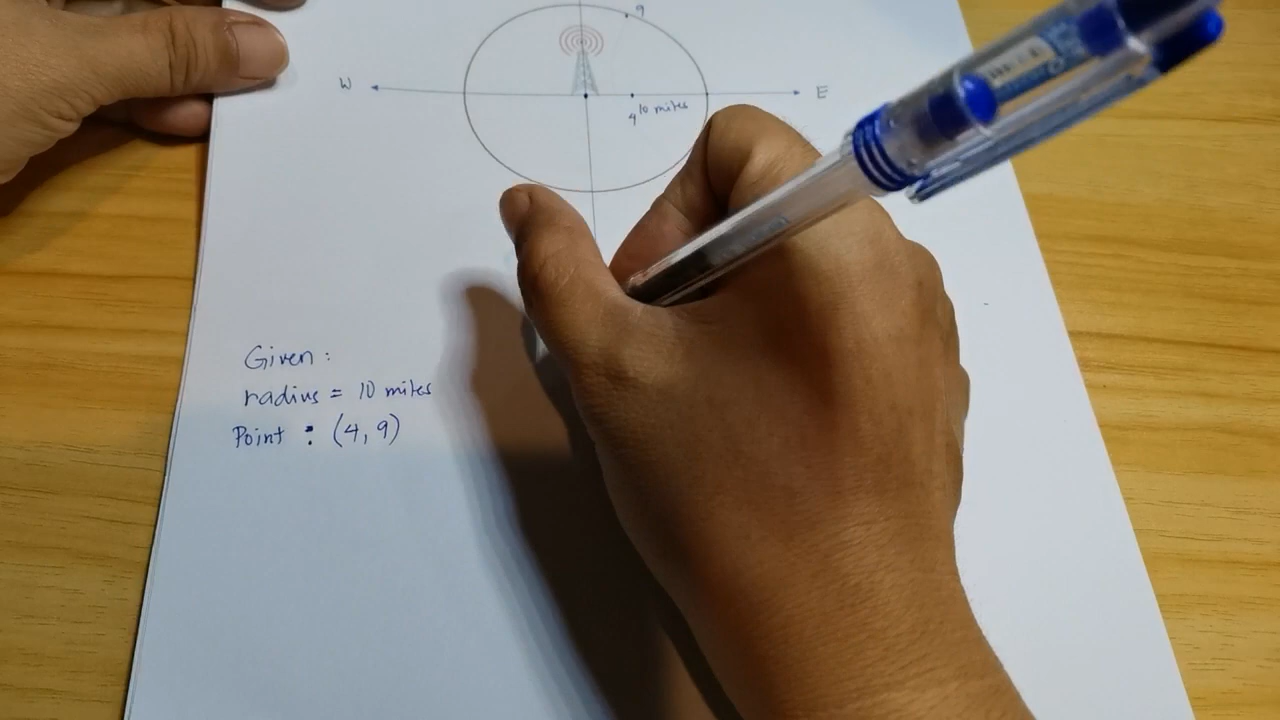 9
W
E
10 miles
4
Given :
radius = 10 miles
Point : (4, 9)